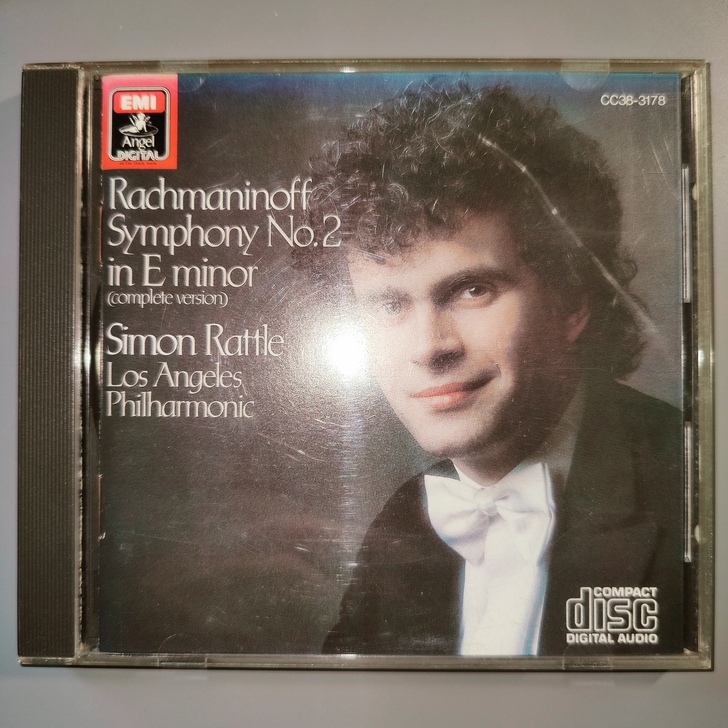 EMI
Angel
DIGITAL
CC38-3178
Rachmaninoff
Symphony No.2
in E minor
(complete version)
Simon Rattle
Los Angeles
Philharmonic
COMPACT
disc
DIGITAL AUDIO